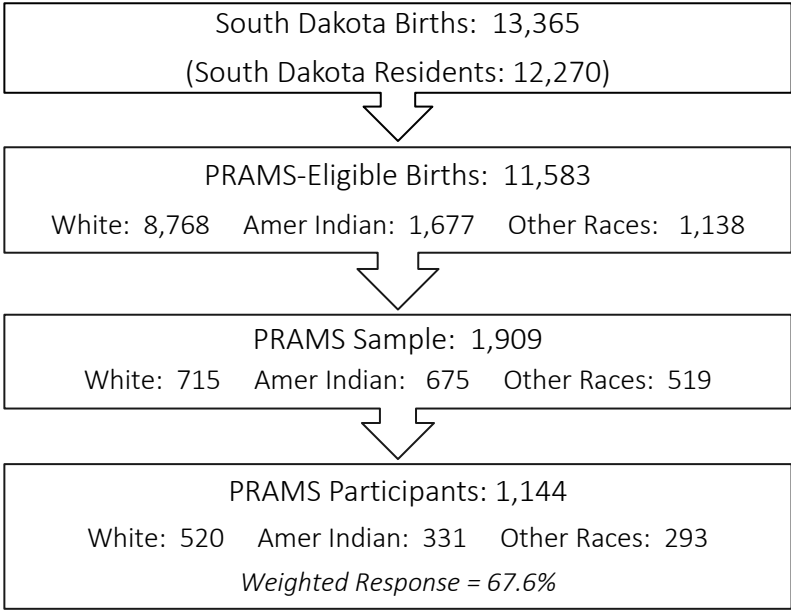 South Dakota Births: 13,365
(South Dakota Residents: 12,270)
PRAMS-Eligible Births: 11,583
White: 8,768 Amer Indian: 1,677 Other Races: 1,138
PRAMS Sample: 1,909
White: 715 Amer Indian: 675 Other Races: 519
PRAMS Participants: 1,144
White: 520 Amer Indian: 331 Other Races: 293
Weighted Response = 67.6%